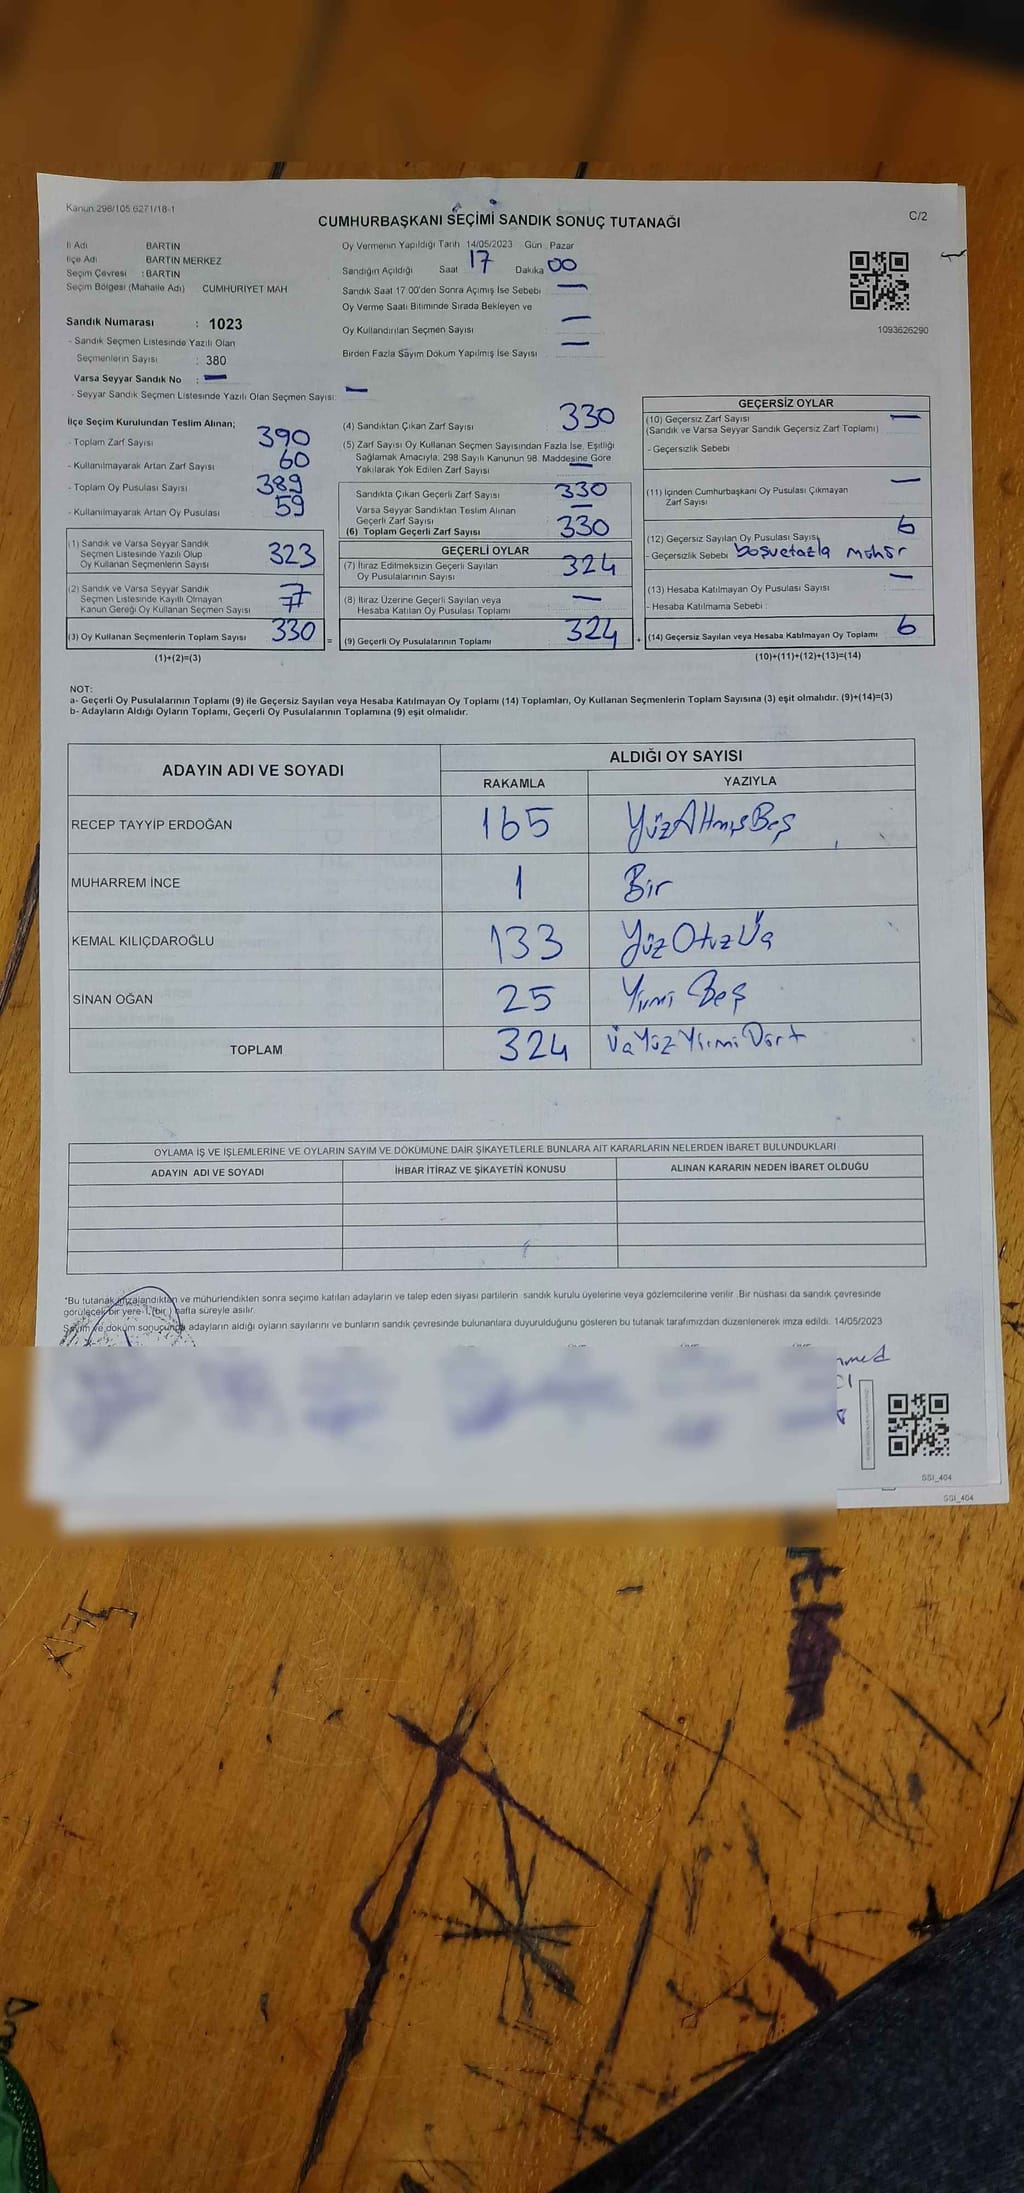 Kanun 298/105 6271/18-1
C/2
CUMHURBAŞKANI SEÇİMİ SANDIK SONUÇ TUTANAĞI
İl Adı BARTIN
İlçe Adı BARTIN MERKEZ
Seçim Çevresi : BARTIN
Seçim Bölgesi (Mahalle Adı) CUMHURİYET MAH
Sandık Numarası : 1023
- Sandık Seçmen Listesinde Yazılı Olan
Seçmenlerin Sayısı : 380
Varsa Seyyar Sandık No : —
- Seyyar Sandık Seçmen Listesinde Yazılı Olan Seçmen Sayısı: —
Oy Vermenin Yapıldığı Tarih 14/05/2023 Gün : Pazar
Sandığın Açıldığı Saat 17 Dakika 00
Sandık Saat 17 00'den Sonra Açımış İse Sebebi —
Oy Verme Saati Bitiminde Sırada Bekleyen ve
Oy Kullandırılan Seçmen Sayısı —
Birden Fazla Sayım Döküm Yapılmış İse Sayısı —
1093626290
İlçe Seçim Kurulundan Teslim Alınan;
- Toplam Zarf Sayısı 390
- Kullanılmayarak Artan Zarf Sayısı 60
- Toplam Oy Pusulası Sayısı 389
- Kullanılmayarak Artan Oy Pusulası 59
(1) Sandık ve Varsa Seyyar Sandık
Seçmen Listesinde Yazılı Olup
Oy Kullanan Seçmenlerin Sayısı 323
(2) Sandık ve Varsa Seyyar Sandık
Seçmen Listesinde Kayıtlı Olmayan
Kanun Gereği Oy Kullanan Seçmen Sayısı 7
(3) Oy Kullanan Seçmenlerin Toplam Sayısı 330 =
(1)+(2)=(3)
(4) Sandıktan Çıkan Zarf Sayısı 330
(5) Zarf Sayısı Oy Kullanan Seçmen Sayısından Fazla İse, Eşitliği
Sağlamak Amacıyla, 298 Sayılı Kanunun 98. Maddesine Göre
Yakılarak Yok Edilen Zarf Sayısı —
Sandıkta Çıkan Geçerli Zarf Sayısı 330
Varsa Seyyar Sandıktan Teslim Alınan
Geçerli Zarf Sayısı —
(6) Toplam Geçerli Zarf Sayısı 330
GEÇERLİ OYLAR
(7) İtiraz Edilmeksizin Geçerli Sayılan
Oy Pusulalarının Sayısı 324
(8) İtiraz Üzerine Geçerli Sayılan veya
Hesaba Katılan Oy Pusulası Toplamı —
(9) Geçerli Oy Pusulalarının Toplamı 324 +
GEÇERSİZ OYLAR
(10) Geçersiz Zarf Sayısı —
(Sandık ve Varsa Seyyar Sandık Geçersiz Zarf Toplamı)
- Geçersizlik Sebebi
(11) İçinden Cumhurbaşkanı Oy Pusulası Çıkmayan
Zarf Sayısı —
(12) Geçersiz Sayılan Oy Pusulası Sayısı 6
- Geçersizlik Sebebi boşvefazla mühür
(13) Hesaba Katılmayan Oy Pusulası Sayısı —
- Hesaba Katılmama Sebebi :
(14) Geçersiz Sayılan veya Hesaba Katılmayan Oy Toplamı 6
(10)+(11)+(12)+(13)=(14)
NOT:
a- Geçerli Oy Pusulalarının Toplamı (9) ile Geçersiz Sayılan veya Hesaba Katılmayan Oy Toplamı (14) Toplamları, Oy Kullanan Seçmenlerin Toplam Sayısına (3) eşit olmalıdır. (9)+(14)=(3)
b- Adayların Aldığı Oyların Toplamı, Geçerli Oy Pusulalarının Toplamına (9) eşit olmalıdır.
ADAYIN ADI VE SOYADI
ALDIĞI OY SAYISI
RAKAMLA YAZIYLA
RECEP TAYYİP ERDOĞAN 165 YüzAltmışBeş
MUHARREM İNCE 1 Bir
KEMAL KILIÇDAROĞLU 133 YüzOtuzÜç
SİNAN OĞAN 25 Yirmi Beş
TOPLAM 324 ÜçYüzYirmiDört
OYLAMA İŞ VE İŞLEMLERİNE VE OYLARIN SAYIM VE DÖKÜMÜNE DAİR ŞİKAYETLERLE BUNLARA AİT KARARLARIN NELERDEN İBARET BULUNDUKLARI
ADAYIN ADI VE SOYADI İHBAR İTİRAZ VE ŞİKAYETİN KONUSU ALINAN KARARIN NEDEN İBARET OLDUĞU
*Bu tutanak imzalandıktan ve mühürlendikten sonra seçime katılan adayların ve talep eden siyasi partilerin sandık kurulu üyelerine veya gözlemcilerine verilir. Bir nüshası da sandık çevresinde
görülecek bir yere 1 (bir) hafta süreyle asılır.
Sayım ve döküm sonucunda adayların aldığı oyların sayılarını ve bunların sandık çevresinde bulunanlara duyurulduğunu gösteren bu tutanak tarafımızdan düzenlenerek imza edildi. 14/05/2023
SSI_404
SSI_404